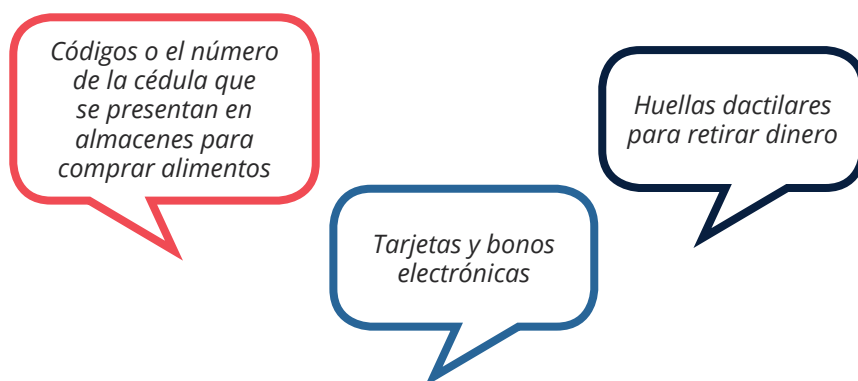 Códigos o el número
de la cédula que
se presentan en
almacenes para
comprar alimentos
Huellas dactilares
para retirar dinero
Tarjetas y bonos
electrónicas